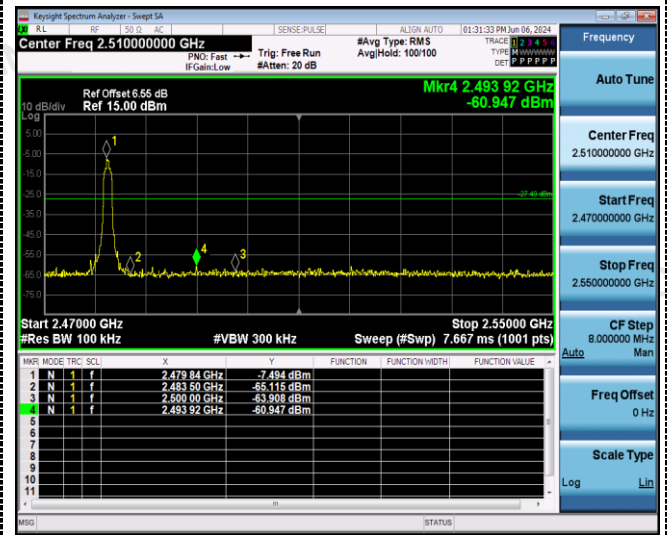 Keysight Spectrum Analyzer - Swept SA
RL RF 50 Ω AC SENSE:PULSE ALIGN AUTO 01:31:33 PM Jun 06, 2024
Center Freq 2.510000000 GHz
PNO: Fast
IFGain:Low
Trig: Free Run
#Atten: 20 dB
#Avg Type: RMS
Avg|Hold: 100/100
TRACE 1 2 3 4 5 6
TYPE M
DET P P P P P P
Ref Offset 6.55 dB
Ref 15.00 dBm
10 dB/div
Log
Mkr4 2.493 92 GHz
-60.947 dBm
5.00
-5.00
-15.0
-25.0
-35.0
-45.0
-55.0
-65.0
-75.0
1
2
4
3
-27.49 dBm
Start 2.47000 GHz Stop 2.55000 GHz
#Res BW 100 kHz #VBW 300 kHz Sweep (#Swp) 7.667 ms (1001 pts)
MKR MODE TRC SCL X Y FUNCTION FUNCTION WIDTH FUNCTION VALUE
1 N 1 f 2.479 84 GHz -7.494 dBm
2 N 1 f 2.483 50 GHz -65.115 dBm
3 N 1 f 2.500 00 GHz -63.908 dBm
4 N 1 f 2.493 92 GHz -60.947 dBm
5
6
7
8
9
10
11
MSG STATUS
Frequency
Auto Tune
Center Freq
2.510000000 GHz
Start Freq
2.470000000 GHz
Stop Freq
2.550000000 GHz
CF Step
8.000000 MHz
Auto Man
Freq Offset
0 Hz
Scale Type
Log Lin